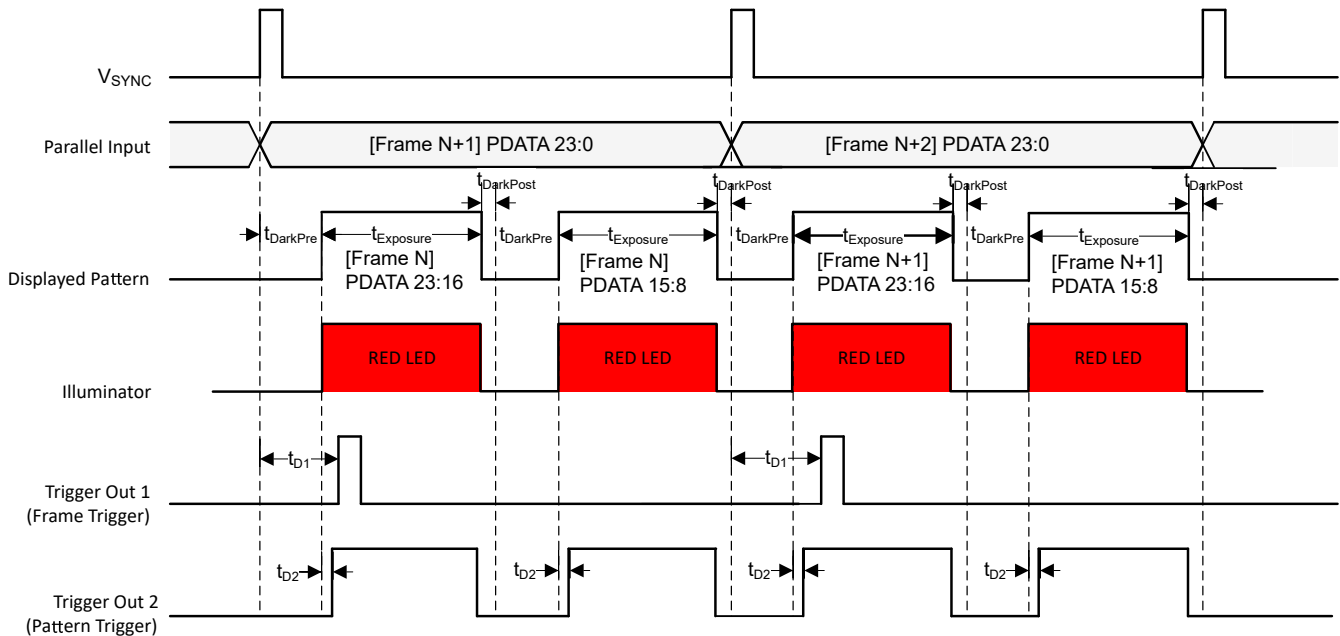 VSYNC
Parallel Input
[Frame N+1] PDATA 23:0
[Frame N+2] PDATA 23:0
tDarkPost
tDarkPost
tDarkPost
tDarkPost
tDarkPre
tExposure
tDarkPre
tExposure
tDarkPre
tExposure
tDarkPre
tExposure
Displayed Pattern
[Frame N]
PDATA 23:16
[Frame N]
PDATA 15:8
[Frame N+1]
PDATA 23:16
[Frame N+1]
PDATA 15:8
Illuminator
RED LED
RED LED
RED LED
RED LED
tD1
tD1
Trigger Out 1
(Frame Trigger)
tD2
tD2
tD2
tD2
Trigger Out 2
(Pattern Trigger)